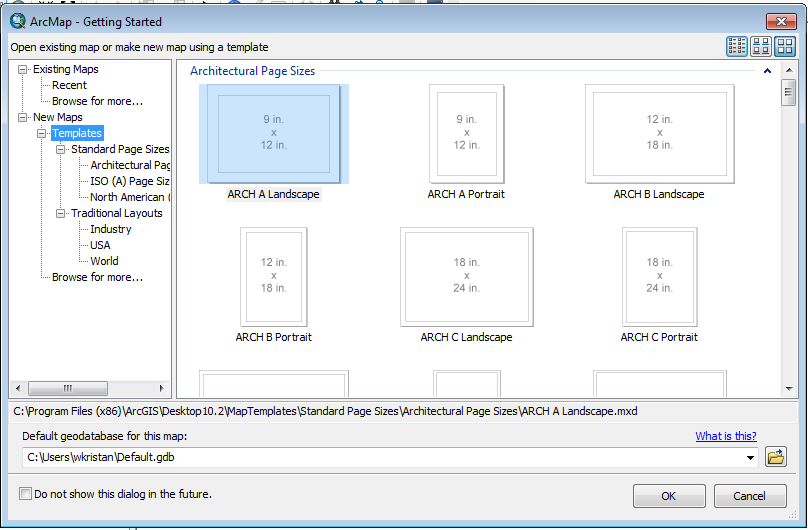 ArcMap - Getting Started
Open existing map or make new map using a template
Existing Maps
Recent
Browse for more...
New Maps
Templates
Standard Page Sizes
Architectural Pag
ISO (A) Page Siz
North American (
Traditional Layouts
Industry
USA
World
Browse for more...
Architectural Page Sizes
9 in.
x
12 in.
ARCH A Landscape
9 in.
x
12 in.
ARCH A Portrait
12 in.
x
18 in.
ARCH B Landscape
12 in.
x
18 in.
ARCH B Portrait
18 in.
x
24 in.
ARCH C Landscape
18 in.
x
24 in.
ARCH C Portrait
C:\Program Files (x86)\ArcGIS\Desktop10.2\MapTemplates\Standard Page Sizes\Architectural Page Sizes\ARCH A Landscape.mxd
Default geodatabase for this map:
What is this?
C:\Users\wkristan\Default.gdb
Do not show this dialog in the future.
OK
Cancel